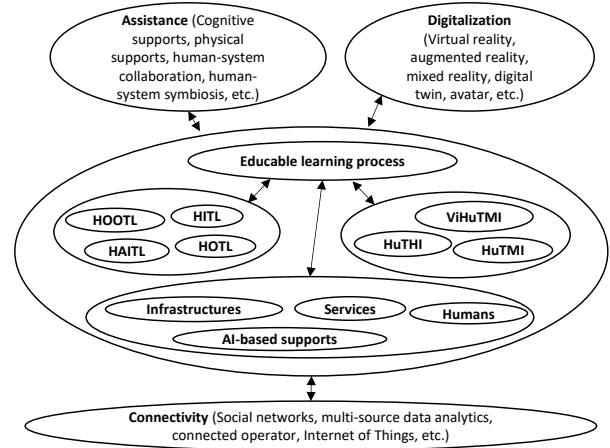 Assistance (Cognitive
supports, physical
supports, human-system
collaboration, human-
system symbiosis, etc.)
Digitalization
(Virtual reality,
augmented reality,
mixed reality, digital
twin, avatar, etc.)
Educable learning process
HOOTL
HITL
HAITL
HOTL
ViHuTMI
HuTHI
HuTMI
Infrastructures
Services
Humans
AI-based supports
Connectivity (Social networks, multi-source data analytics,
connected operator, Internet of Things, etc.)